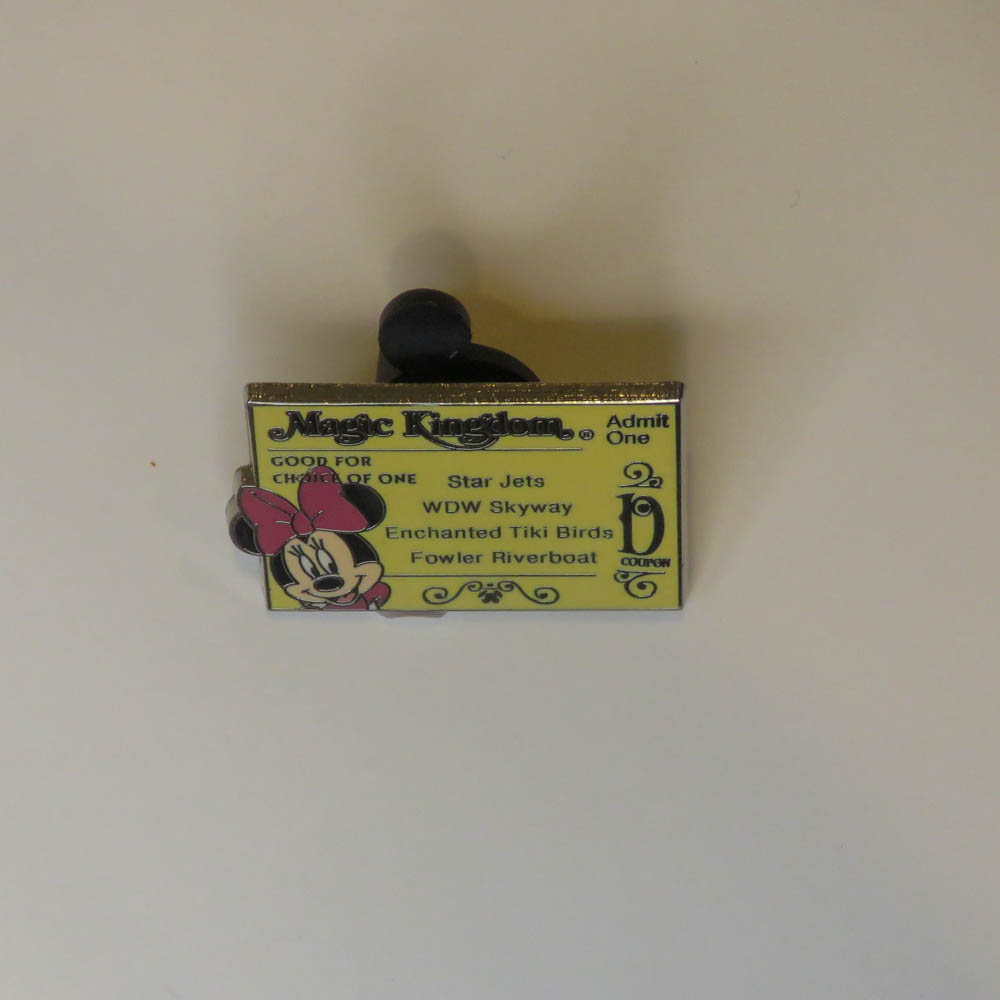 Magic Kingdom®
Admit
One
GOOD FOR
CHOICE OF ONE
Star Jets
WDW Skyway
Enchanted Tiki Birds
Fowler Riverboat
D
COUPON